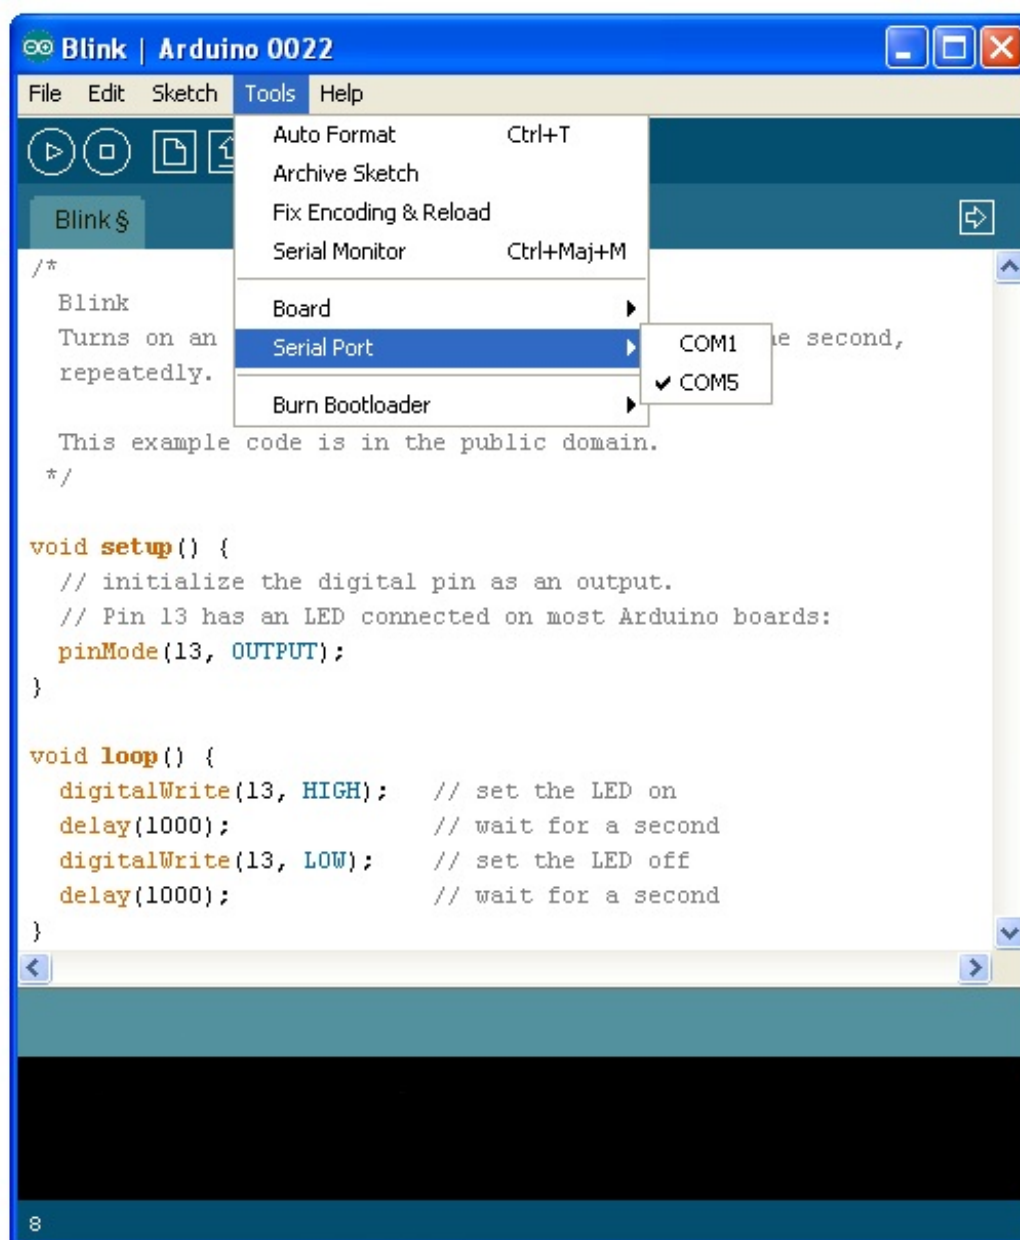 Blink | Arduino 0022
File Edit Sketch Tools Help
Auto Format Ctrl+T
Archive Sketch
Fix Encoding & Reload
Serial Monitor Ctrl+Maj+M
Board
Serial Port
Burn Bootloader
COM1
COM5
Blink §
/*
Blink
Turns on an second,
repeatedly.
This example code is in the public domain.
*/
void setup() {
// initialize the digital pin as an output.
// Pin 13 has an LED connected on most Arduino boards:
pinMode(13, OUTPUT);
}
void loop() {
digitalWrite(13, HIGH); // set the LED on
delay(1000); // wait for a second
digitalWrite(13, LOW); // set the LED off
delay(1000); // wait for a second
}
8